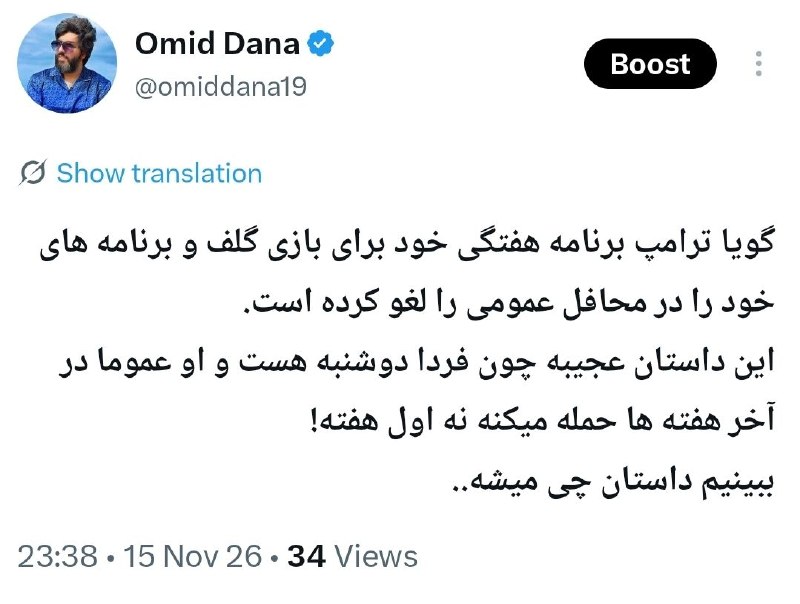 Omid Dana
@omiddana19
Boost
Show translation
گویا ترامپ برنامه هفتگی خود برای بازی گلف و برنامه های
خود را در محافل عمومی را لغو کرده است.
این داستان عجیبه چون فردا دوشنبه هست و او عموما در
آخر هفته ها حمله میکنه نه اول هفته!
ببینیم داستان چی میشه..
23:38 • 15 Nov 26 • 34 Views